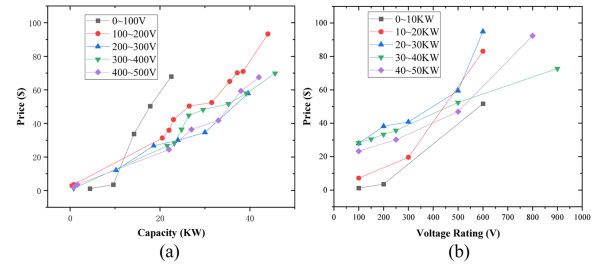 (a)
Price ($)
100
80
60
40
20
0
0~100V
100~200V
200~300V
300~400V
400~500V
0 10 20 30 40
Capacity (KW)
(b)
Price ($)
100
80
60
40
20
0
0~10KW
10~20KW
20~30KW
30~40KW
40~50KW
0 100 200 300 400 500 600 700 800 900 1000
Voltage Rating (V)
(a)
(b)